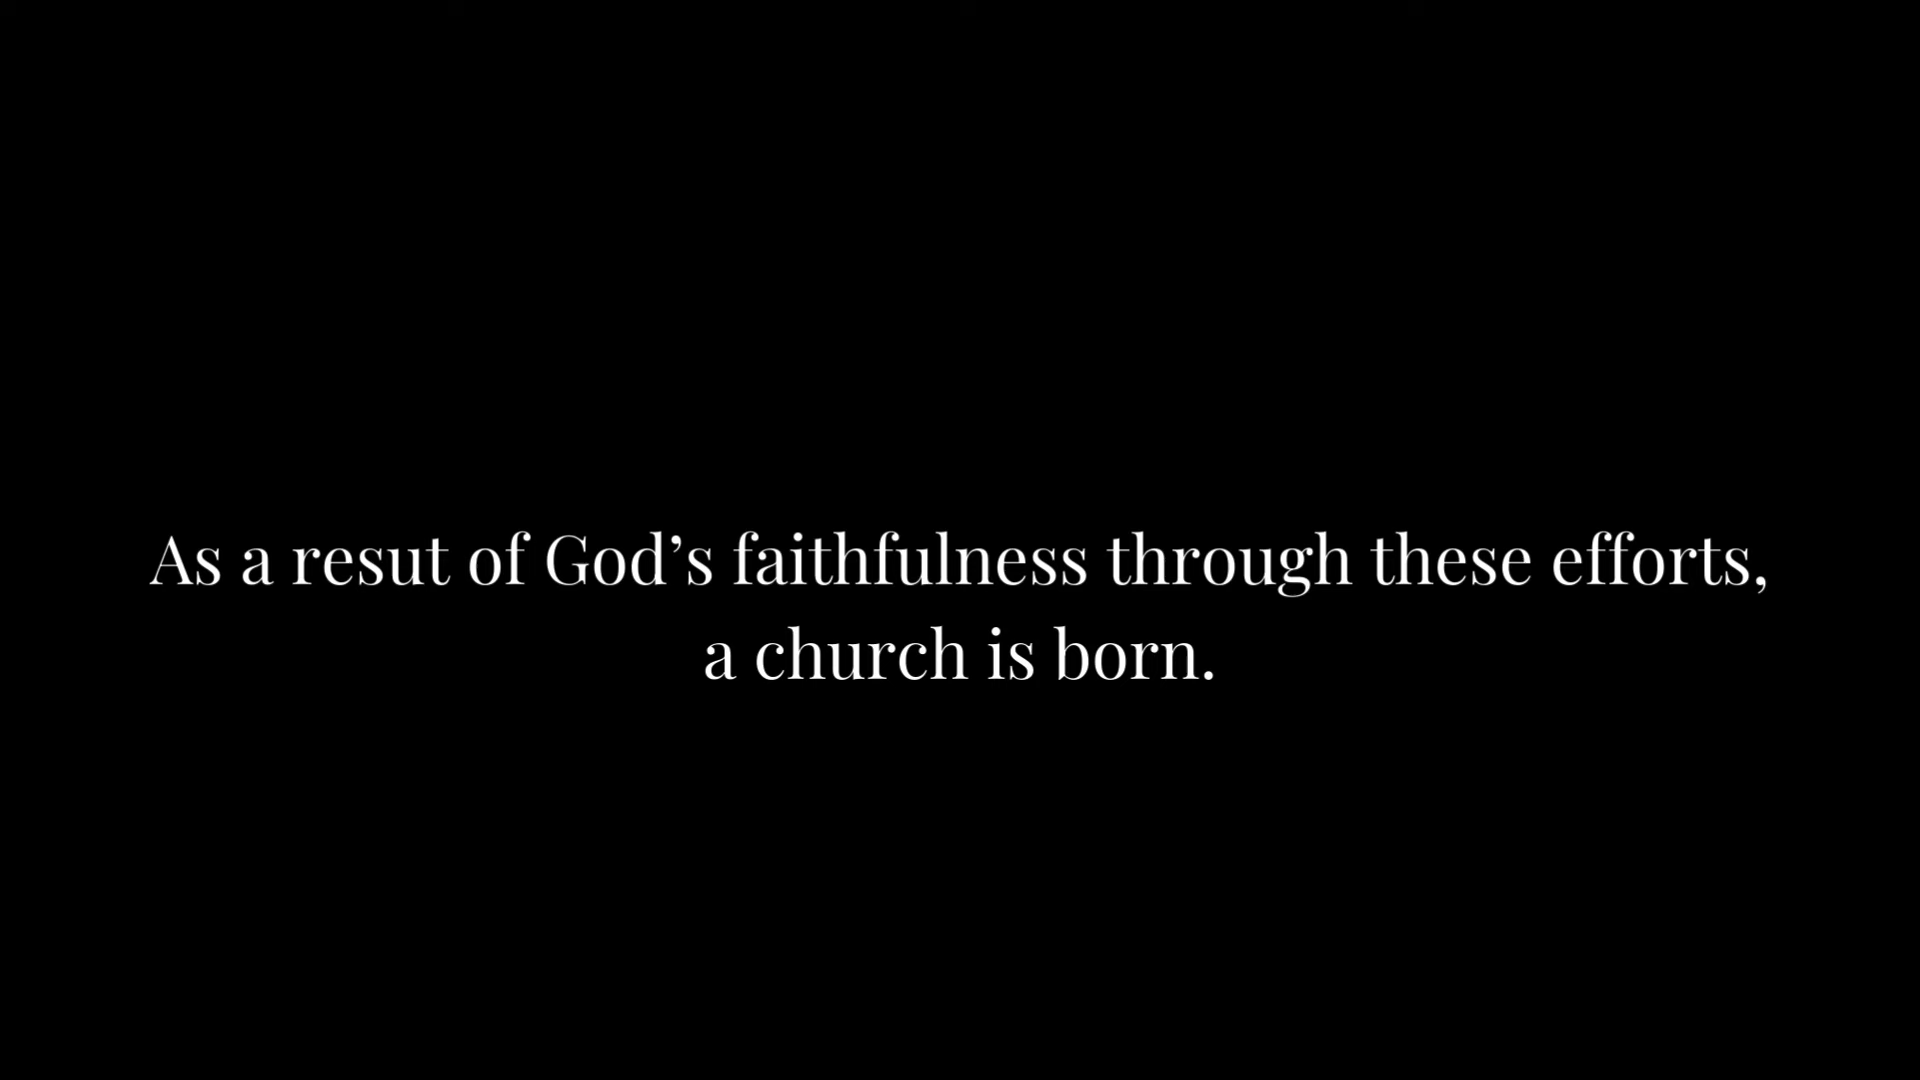 As a resut of God’s faithfulness through these efforts,
a church is born.